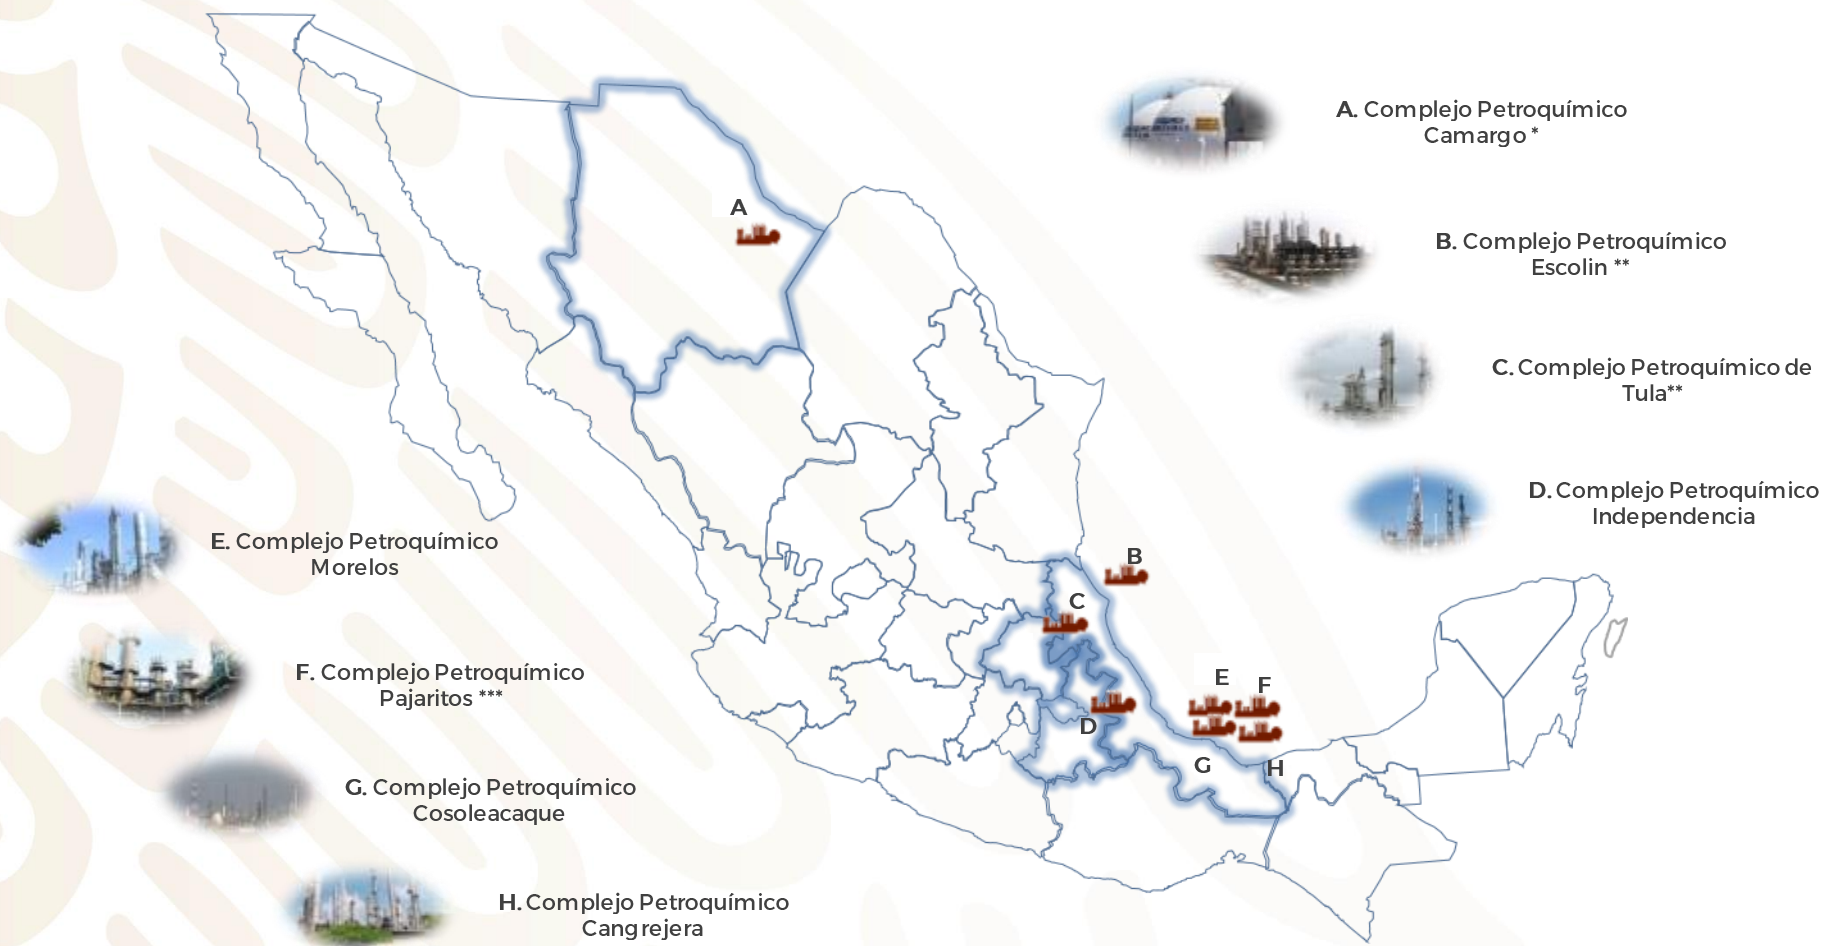 A. Complejo Petroquímico
Camargo *
A
B. Complejo Petroquímico
Escolin **
C. Complejo Petroquímico de
Tula**
D. Complejo Petroquímico
Independencia
E. Complejo Petroquímico
Morelos
B
C
F. Complejo Petroquímico
Pajaritos ***
E
F
D
G. Complejo Petroquímico
Cosoleacaque
G
H
H. Complejo Petroquímico
Cangrejera